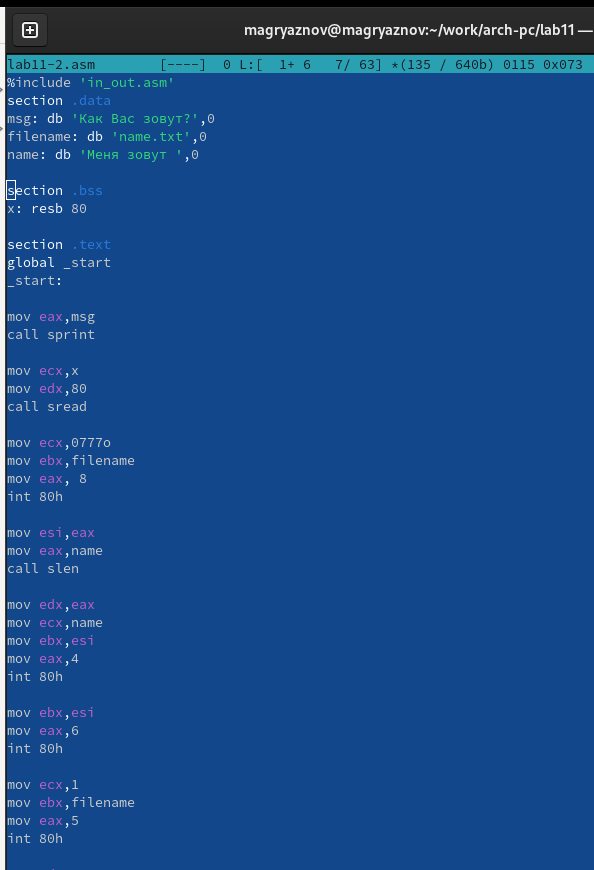 magryaznov@magryaznov:~/work/arch-pc/lab11 —
lab11-2.asm [----] 0 L:[ 1+ 6 7/ 63] *(135 / 640b) 0115 0x073
%include 'in_out.asm'
section .data
msg: db 'Как Вас зовут?',0
filename: db 'name.txt',0
name: db 'Меня зовут ',0
section .bss
x: resb 80
section .text
global _start
_start:
mov eax,msg
call sprint
mov ecx,x
mov edx,80
call sread
mov ecx,0777o
mov ebx,filename
mov eax, 8
int 80h
mov esi,eax
mov eax,name
call slen
mov edx,eax
mov ecx,name
mov ebx,esi
mov eax,4
int 80h
mov ebx,esi
mov eax,6
int 80h
mov ecx,1
mov ebx,filename
mov eax,5
int 80h